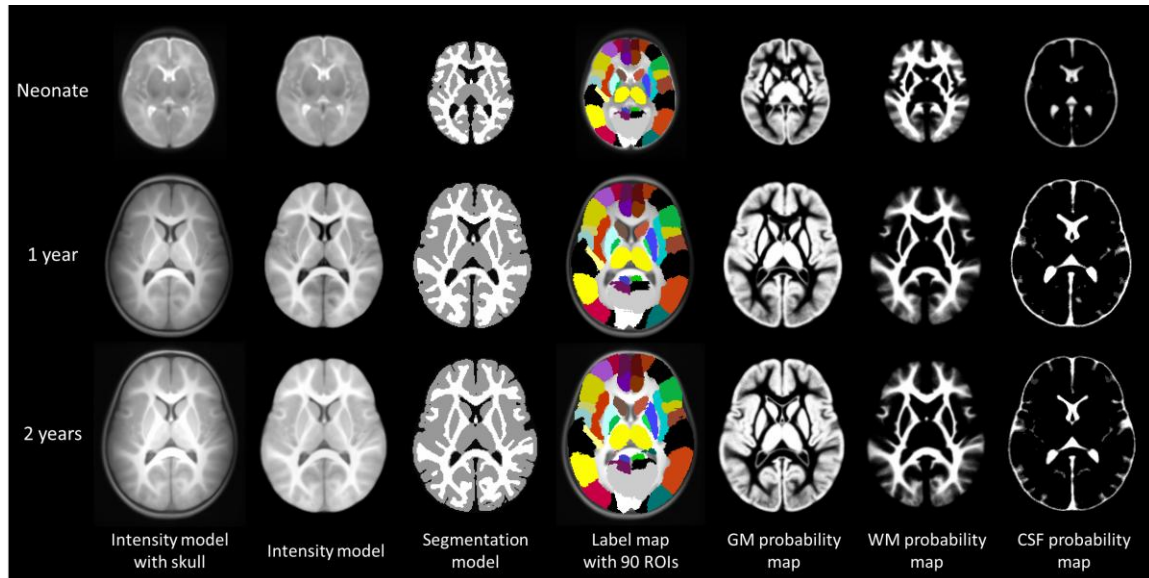 Neonate
1 year
2 years
Intensity model
with skull
Intensity model
Segmentation
model
Label map
with 90 ROIs
GM probability
map
WM probability
map
CSF probability
map